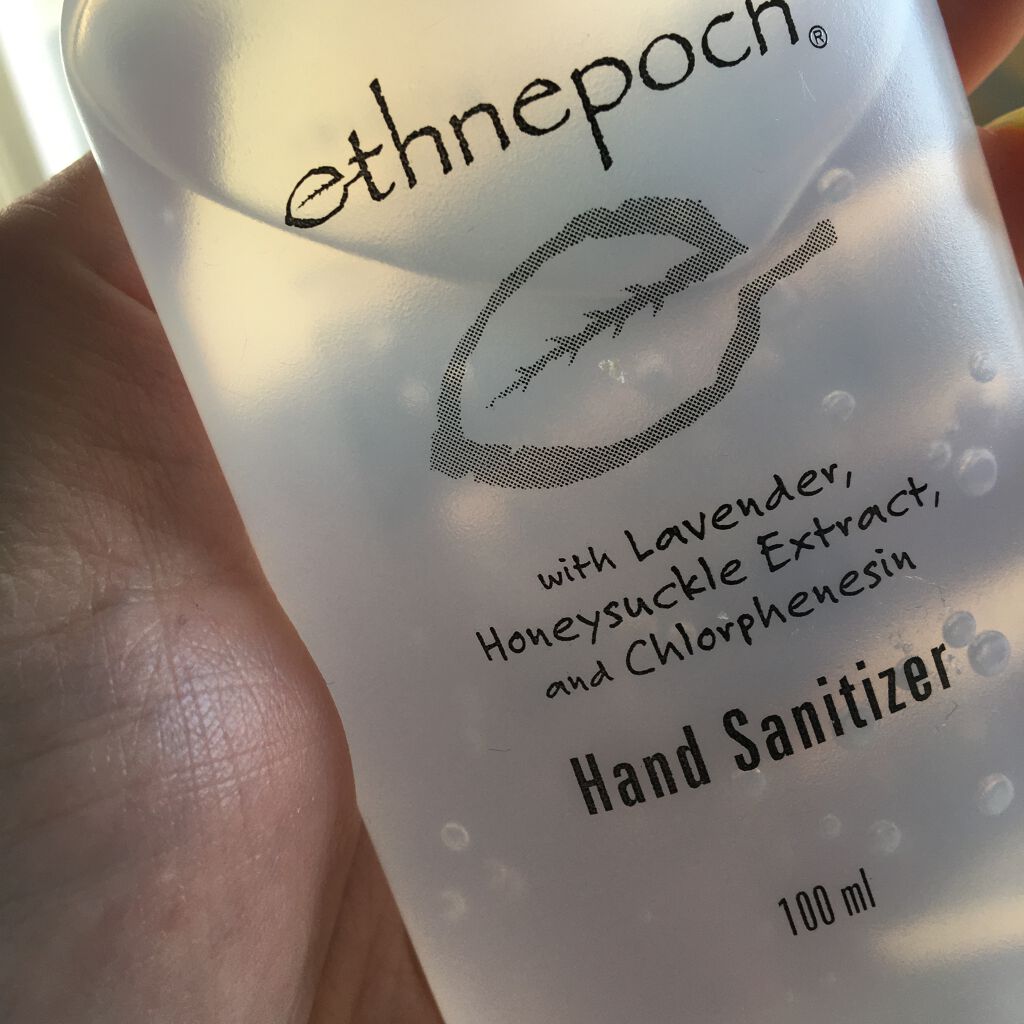 ethnepoch®
with Lavender,
Honeysuckle Extract,
and Chlorphenesin
Hand Sanitizer
100 ml